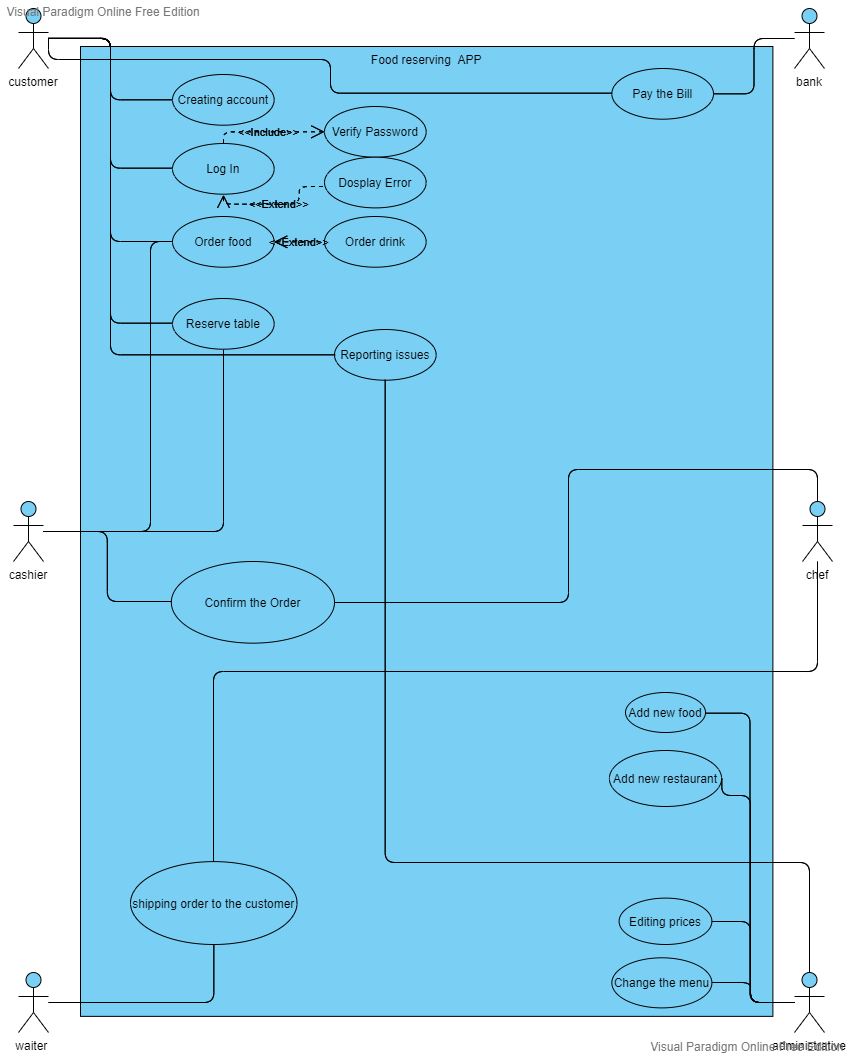 Visual Paradigm Online Free Edition
customer
Food reserving APP
bank
Pay the Bill
Creating account
<<Include>>
Verify Password
Log In
Dosplay Error
<<Extend>>
Order food
<<Extend>>
Order drink
Reserve table
Reporting issues
cashier
chef
Confirm the Order
Add new food
Add new restaurant
shipping order to the customer
Editing prices
Change the menu
waiter
administrative
Visual Paradigm Online Free Edition